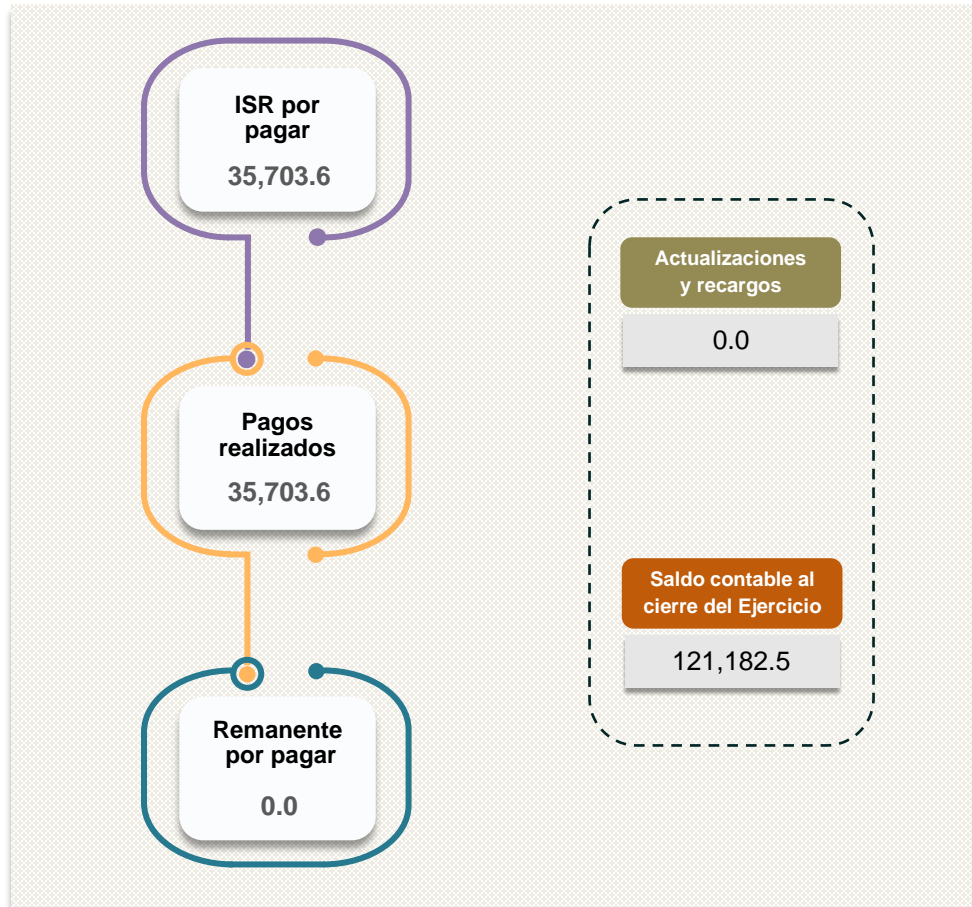 ISR por
pagar
35,703.6
Pagos
realizados
35,703.6
Remanente
por pagar
0.0
Actualizaciones
y recargos
0.0
Saldo contable al
cierre del Ejercicio
121,182.5